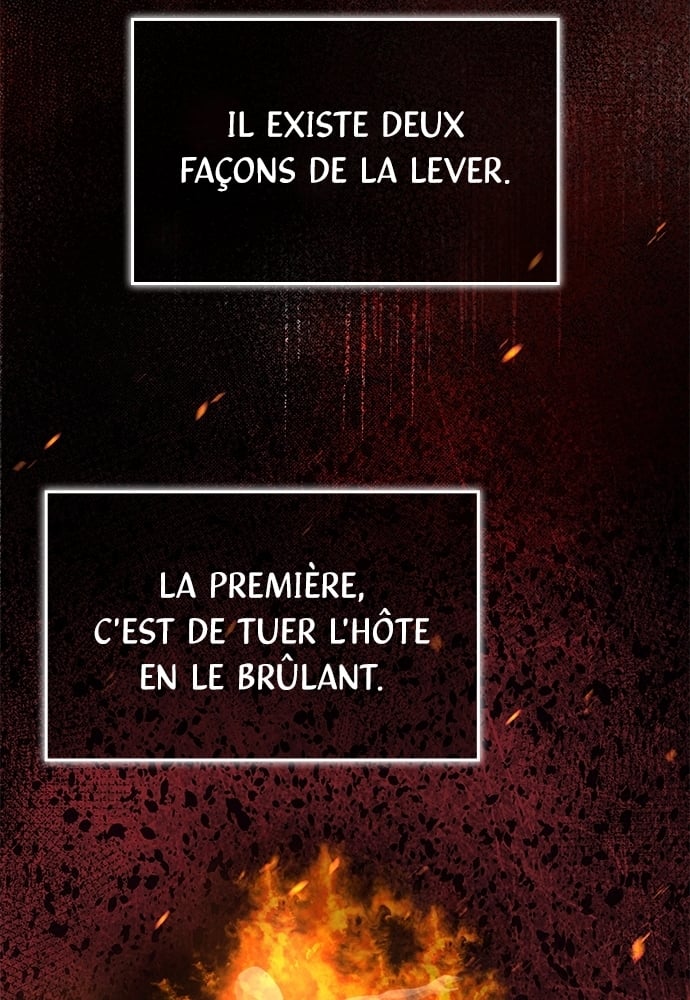 IL EXISTE DEUX
FAÇONS DE LA LEVER.
LA PREMIÈRE,
C'EST DE TUER L'HÔTE
EN LE BRÛLANT.